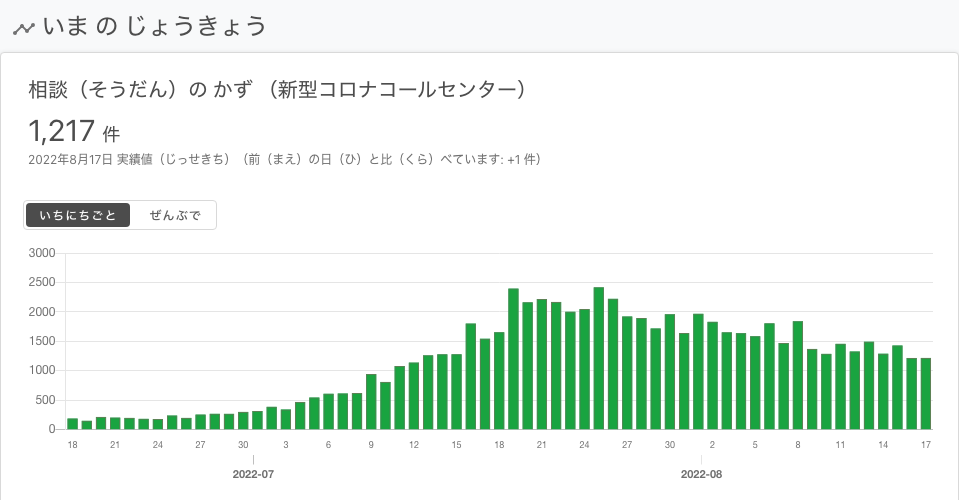 いま の じょうきょう
相談（そうだん）の かず （新型コロナコールセンター）
1,217 件
2022年8月17日 実績値（じっせきち）（前（まえ）の日（ひ）と比（くら）べています: +1 件）
いちにちごと ぜんぶで
3000
2500
2000
1500
1000
500
0
18 21 24 27 30 3 6 9 12 15 18 21 24 27 30 2 5 8 11 14 17
2022-07 2022-08